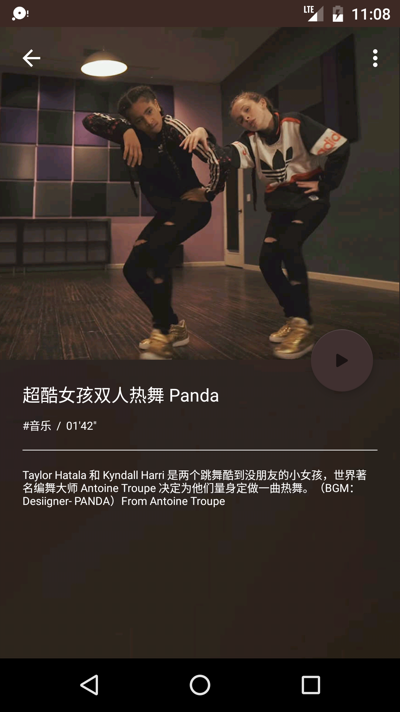 LTE 11:08
adidas
超酷女孩双人热舞 Panda
#音乐 / 01'42"
Taylor Hatala 和 Kyndall Harri 是两个跳舞酷到没朋友的小女孩，世界著
名编舞大师 Antoine Troupe 决定为他们量身定做一曲热舞。（BGM：
Desiigner- PANDA）From Antoine Troupe